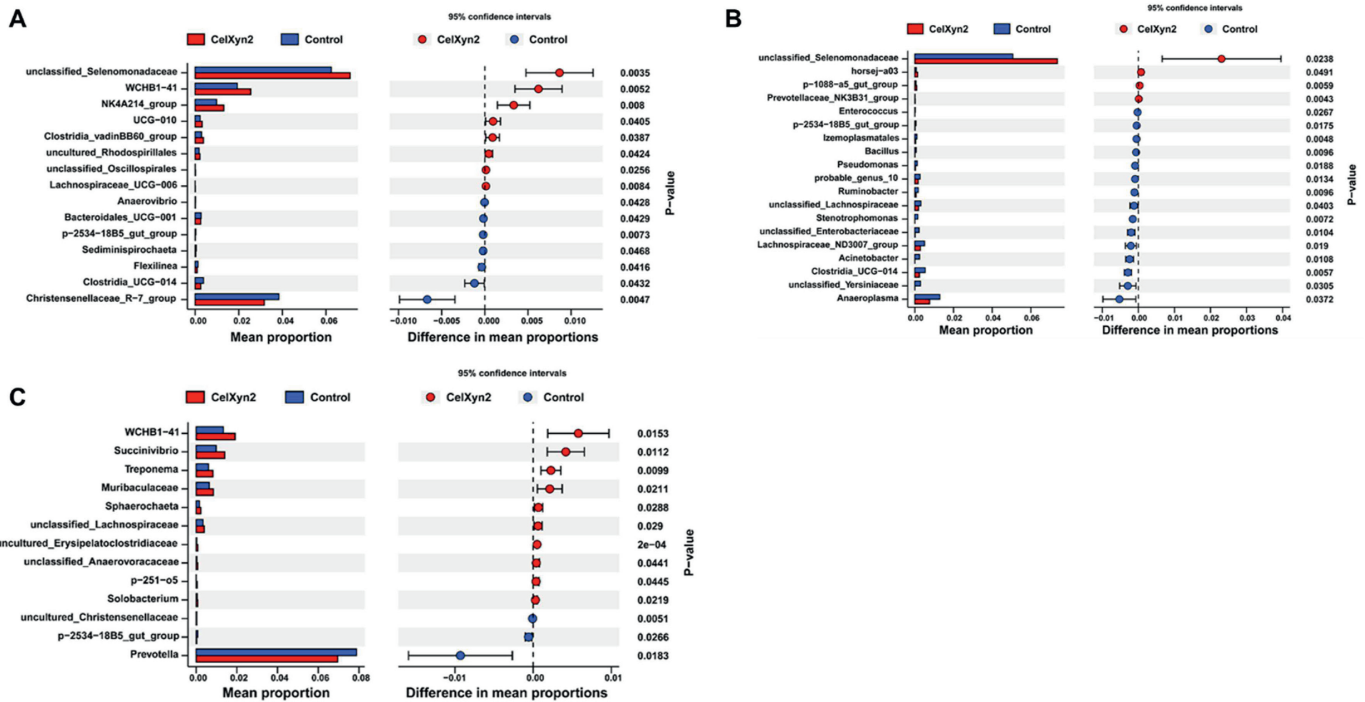 A
95% confidence intervals
CelXyn2 Control CelXyn2 Control
unclassified_Selenomonadaceae 0.0035
WCHB1-41 0.0052
NK4A214_group 0.008
UCG-010 0.0405
Clostridia_vadinBB60_group 0.0387
uncultured_Rhodospirillales 0.0424
unclassified_Oscillospirales 0.0256
Lachnospiraceae_UCG-006 0.0084
Anaerovibrio 0.0428
Bacteroidales_UCG-001 0.0429
p-2534-18B5_gut_group 0.0073
Sediminispirochaeta 0.0468
Flexilinea 0.0416
Clostridia_UCG-014 0.0432
Christensenellaceae_R-7_group 0.0047
P-value
0.00 0.02 0.04 0.06 -0.010 -0.005 0.000 0.005 0.010
Mean proportion Difference in mean proportions
B
95% confidence intervals
CelXyn2 Control CelXyn2 Control
unclassified_Selenomonadaceae 0.0238
horsej-a03 0.0491
p-1088-a5_gut_group 0.0059
Prevotellaceae_NK3B31_group 0.0043
Enterococcus 0.0267
p-2534-18B5_gut_group 0.0175
Izemoplasmatales 0.0048
Bacillus 0.0096
Pseudomonas 0.0188
probable_genus_10 0.0134
Ruminobacter 0.0096
unclassified_Lachnospiraceae 0.0403
Stenotrophomonas 0.0072
unclassified_Enterobacteriaceae 0.0104
Lachnospiraceae_ND3007_group 0.019
Acinetobacter 0.0108
Clostridia_UCG-014 0.0057
unclassified_Yersiniaceae 0.0305
Anaeroplasma 0.0372
P-value
0.00 0.02 0.04 0.06 -0.01 0.00 0.01 0.02 0.03 0.04
Mean proportion Difference in mean proportions
C
95% confidence intervals
CelXyn2 Control CelXyn2 Control
WCHB1-41 0.0153
Succinivibrio 0.0112
Treponema 0.0099
Muribaculaceae 0.0211
Sphaerochaeta 0.0288
unclassified_Lachnospiraceae 0.029
uncultured_Erysipelatoclostridiaceae 2e-04
unclassified_Anaerovoracaceae 0.0441
p-251-o5 0.0445
Solobacterium 0.0219
uncultured_Christensenellaceae 0.0051
p-2534-18B5_gut_group 0.0266
Prevotella 0.0183
P-value
0.00 0.02 0.04 0.06 0.08 -0.01 0.00 0.01
Mean proportion Difference in mean proportions